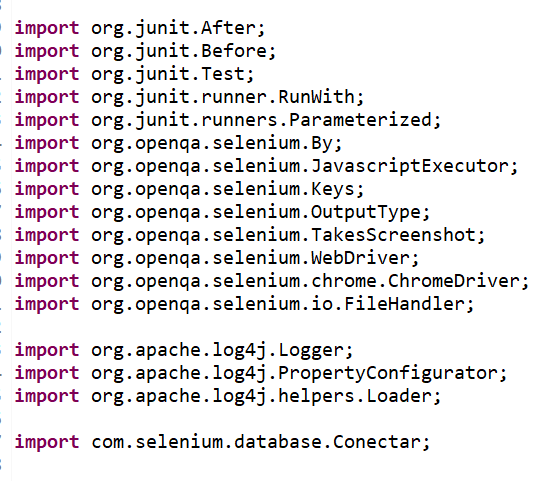 import org.junit.After;
import org.junit.Before;
import org.junit.Test;
import org.junit.runner.RunWith;
import org.junit.runners.Parameterized;
import org.openqa.selenium.By;
import org.openqa.selenium.JavascriptExecutor;
import org.openqa.selenium.Keys;
import org.openqa.selenium.OutputType;
import org.openqa.selenium.TakesScreenshot;
import org.openqa.selenium.WebDriver;
import org.openqa.selenium.chrome.ChromeDriver;
import org.openqa.selenium.io.FileHandler;
import org.apache.log4j.Logger;
import org.apache.log4j.PropertyConfigurator;
import org.apache.log4j.helpers.Loader;
import com.selenium.database.Conectar;